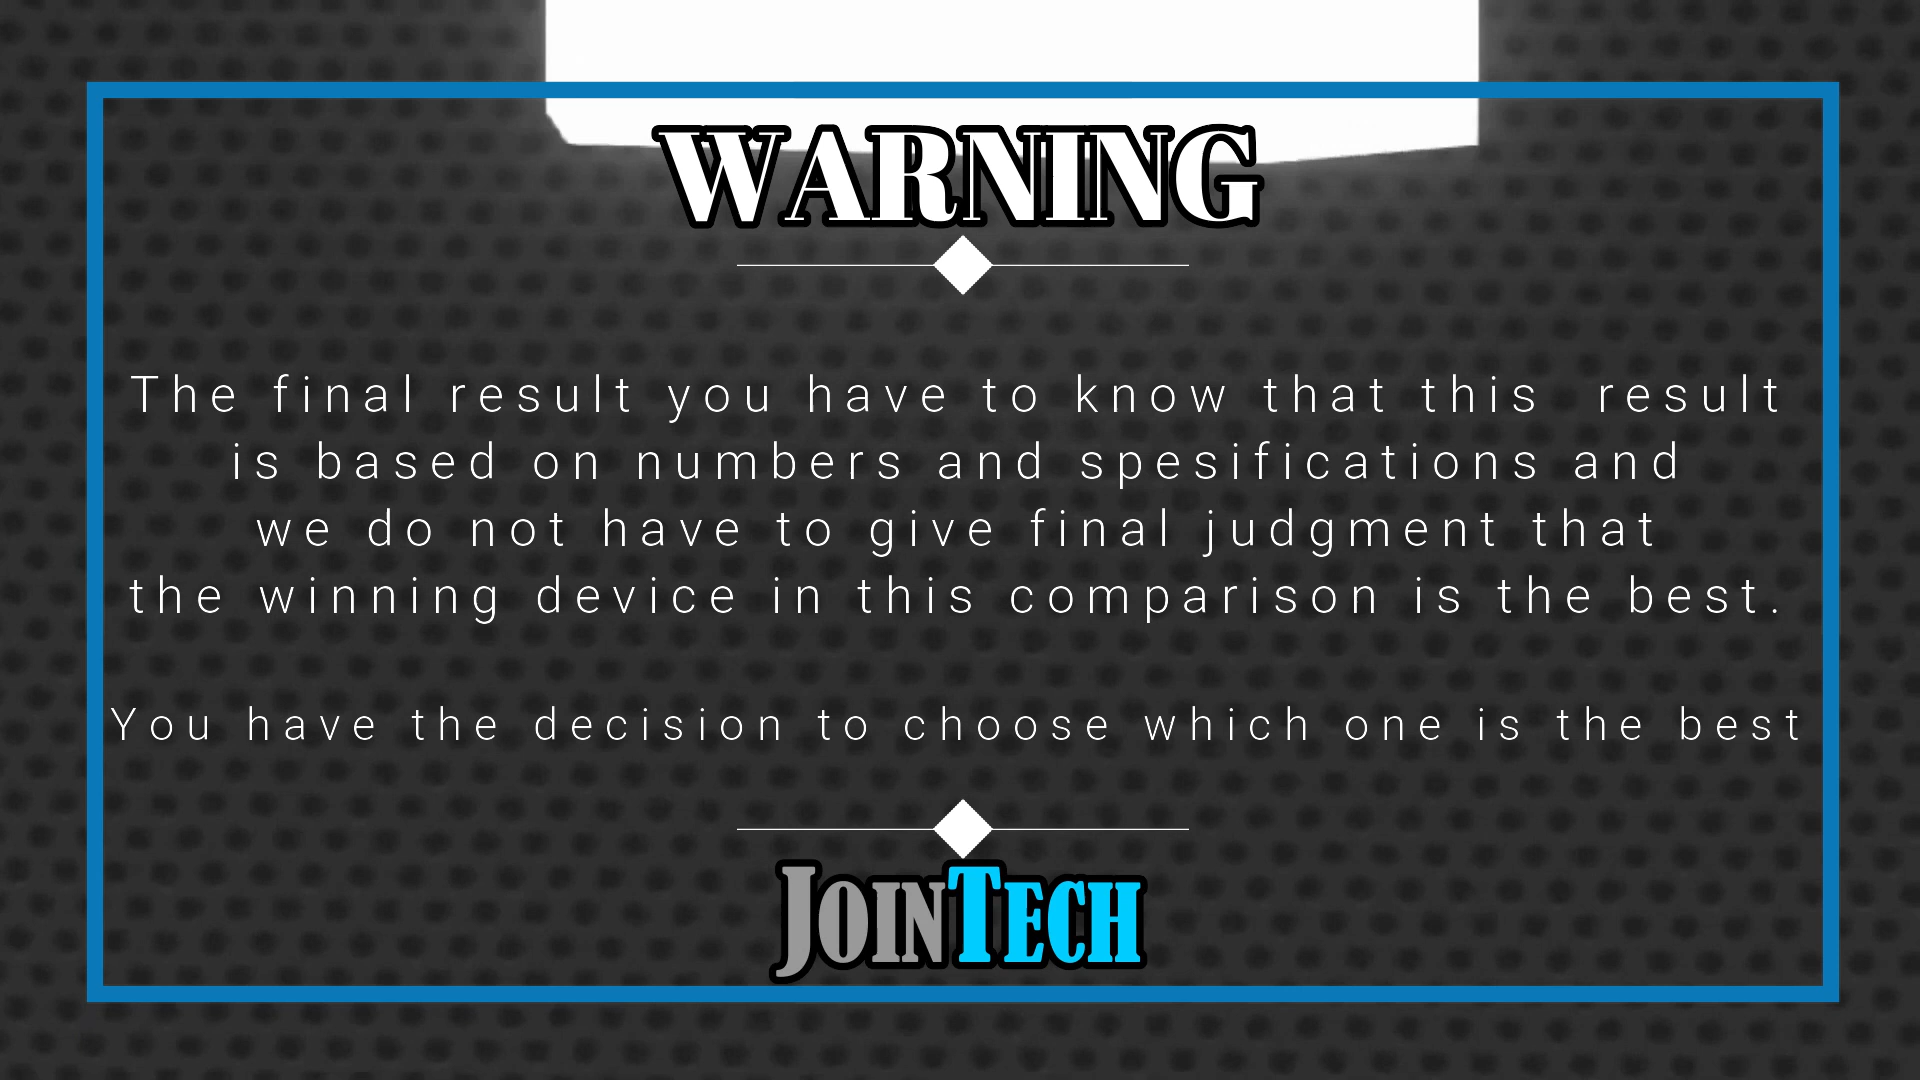 WARNING
The final result you have to know that this result
is based on numbers and spesifications and
we do not have to give final judgment that
the winning device in this comparison is the best.
You have the decision to choose which one is the best
JOINTECH